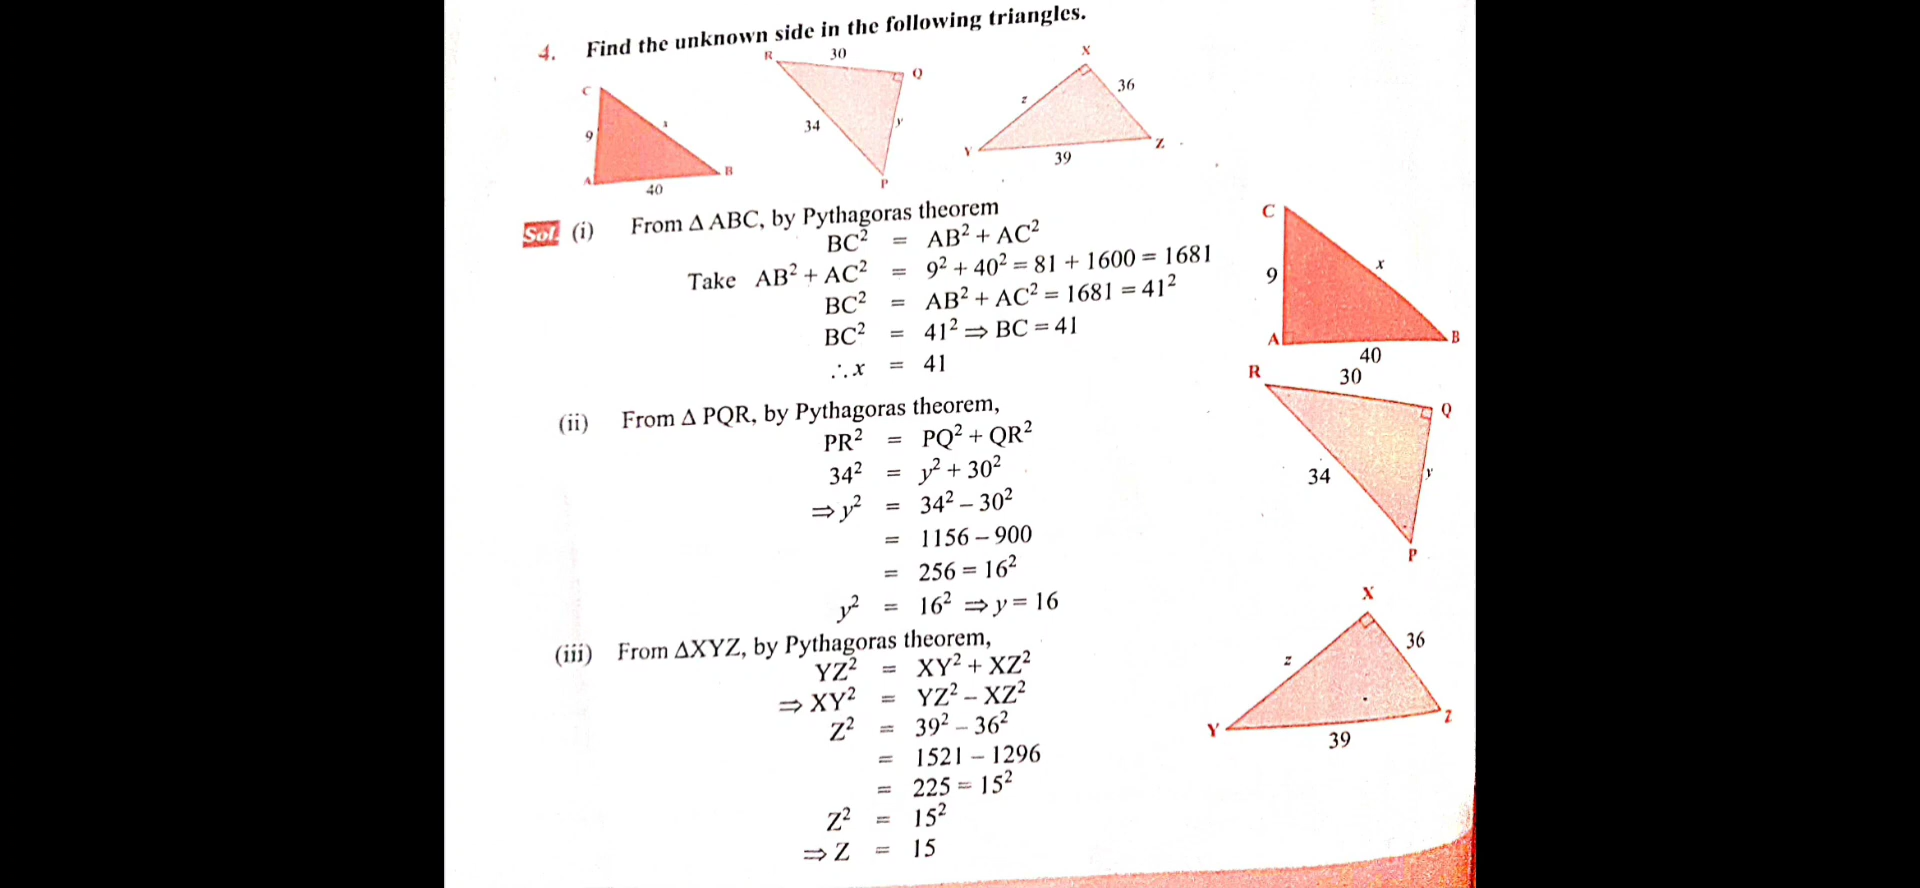 4. Find the unknown side in the following triangles.
C
9
x
A
B
40
R
30
Q
34
y
P
X
z
36
Y
Z
39
Sol. (i) From Δ ABC, by Pythagoras theorem
BC² = AB² + AC²
Take AB² + AC² = 9² + 40² = 81 + 1600 = 1681
BC² = AB² + AC² = 1681 = 41²
BC² = 41² ⇒ BC = 41
∴ x = 41
C
9
x
A
B
40
(ii) From Δ PQR, by Pythagoras theorem,
PR² = PQ² + QR²
34² = y² + 30²
⇒ y² = 34² – 30²
= 1156 – 900
= 256 = 16²
y² = 16² ⇒ y = 16
R
30
Q
34
y
P
(iii) From ΔXYZ, by Pythagoras theorem,
YZ² = XY² + XZ²
⇒ XY² = YZ² – XZ²
Z² = 39² – 36²
= 1521 – 1296
= 225 = 15²
Z² = 15²
⇒ Z = 15
X
z
36
Y
Z
39